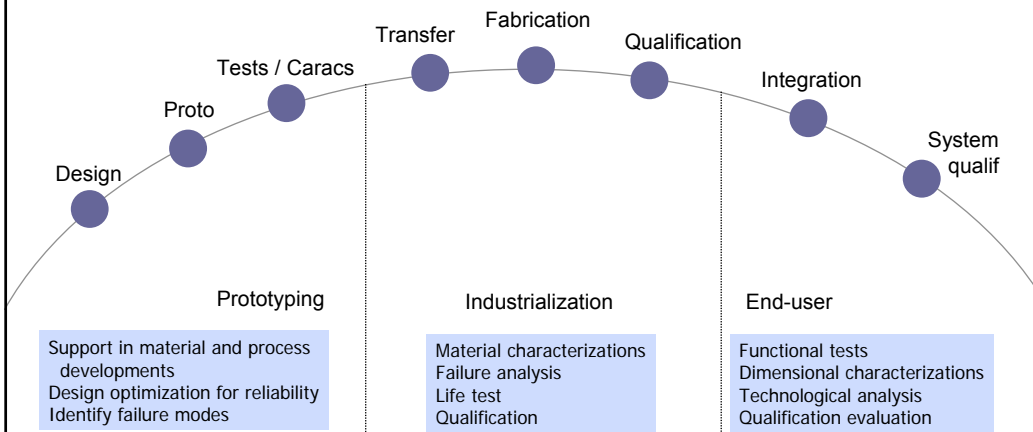 Design
Proto
Tests / Caracs
Transfer
Fabrication
Qualification
Integration
System
qualif
Prototyping
Industrialization
End-user
Support in material and process
developments
Design optimization for reliability
Identify failure modes
Material characterizations
Failure analysis
Life test
Qualification
Functional tests
Dimensional characterizations
Technological analysis
Qualification evaluation